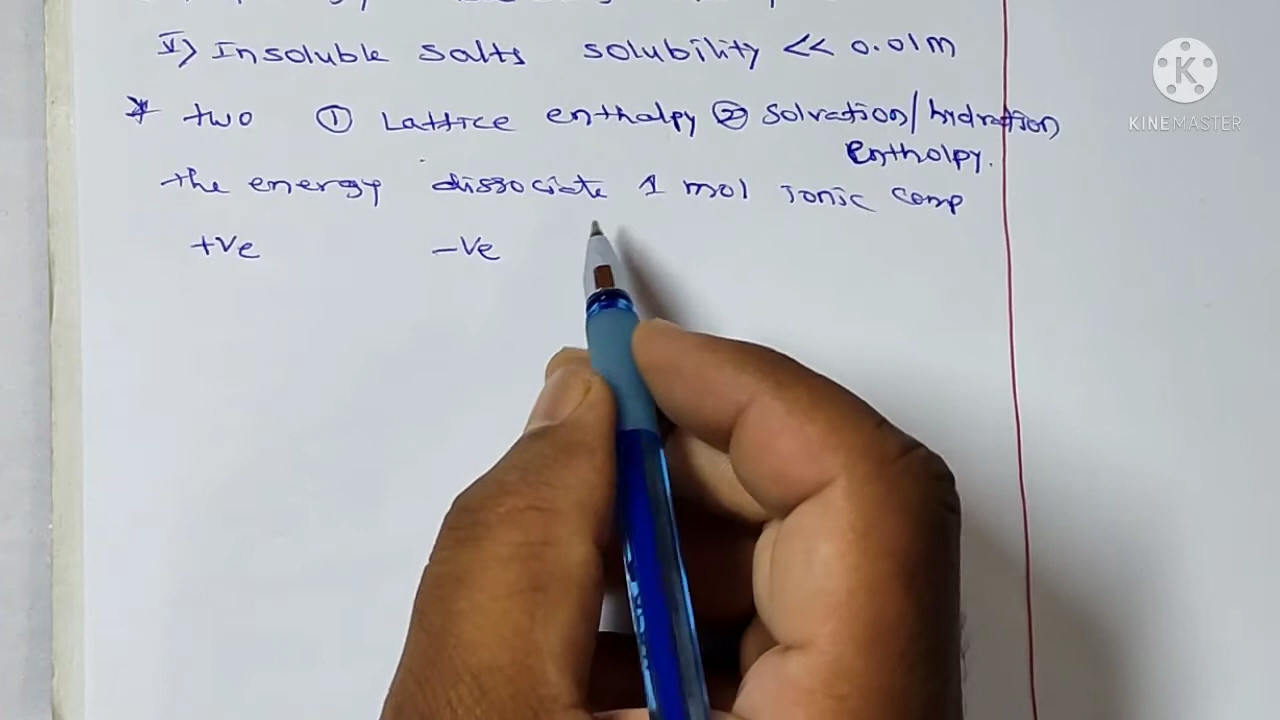 V) Insoluble salts solubility << 0.01M
* two ① Lattice enthalpy ② Solvation/hydration
Enthalpy.
the energy dissociate 1 mol ionic comp
+ve -ve
K
KINEMASTER